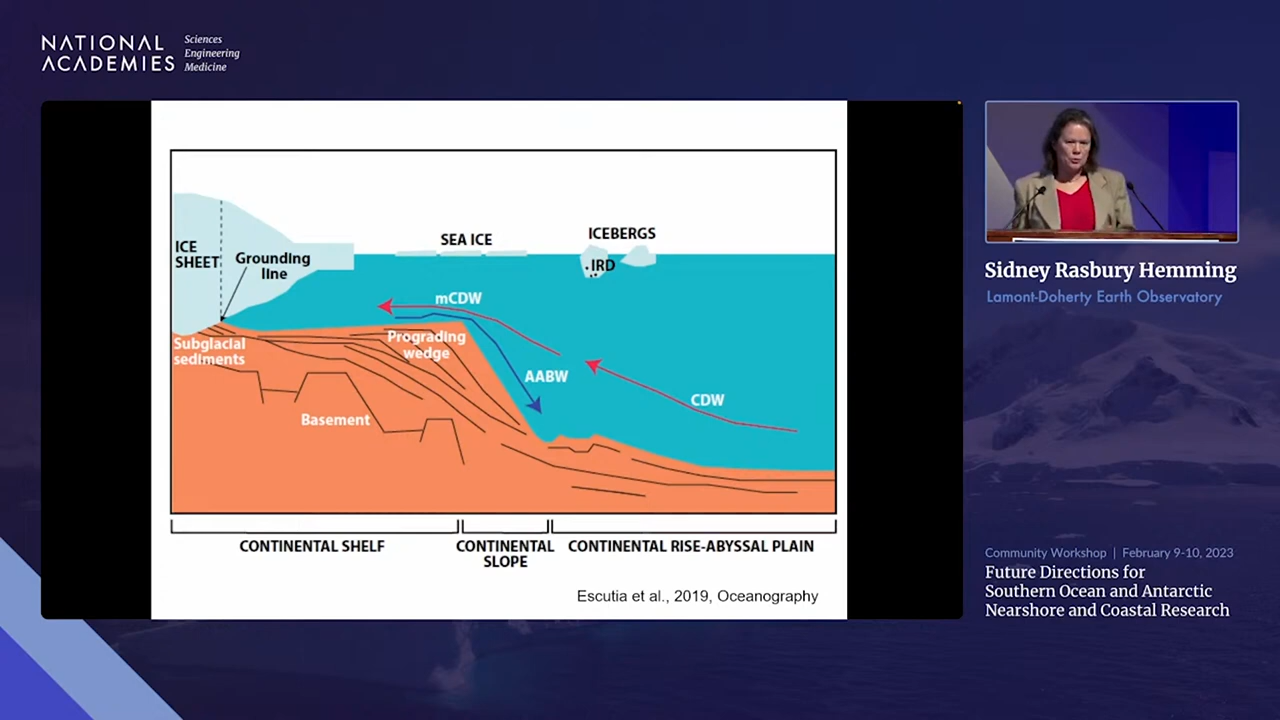 NATIONAL
ACADEMIES
Sciences
Engineering
Medicine
ICE
SHEET
Grounding
line
SEA ICE
ICEBERGS
IRD
mCDW
Subglacial
sediments
Prograding
wedge
AABW
CDW
Basement
CONTINENTAL SHELF
CONTINENTAL
SLOPE
CONTINENTAL RISE-ABYSSAL PLAIN
Escutia et al., 2019, Oceanography
Sidney Rasbury Hemming
Lamont-Doherty Earth Observatory
Community Workshop | February 9-10, 2023
Future Directions for
Southern Ocean and Antarctic
Nearshore and Coastal Research